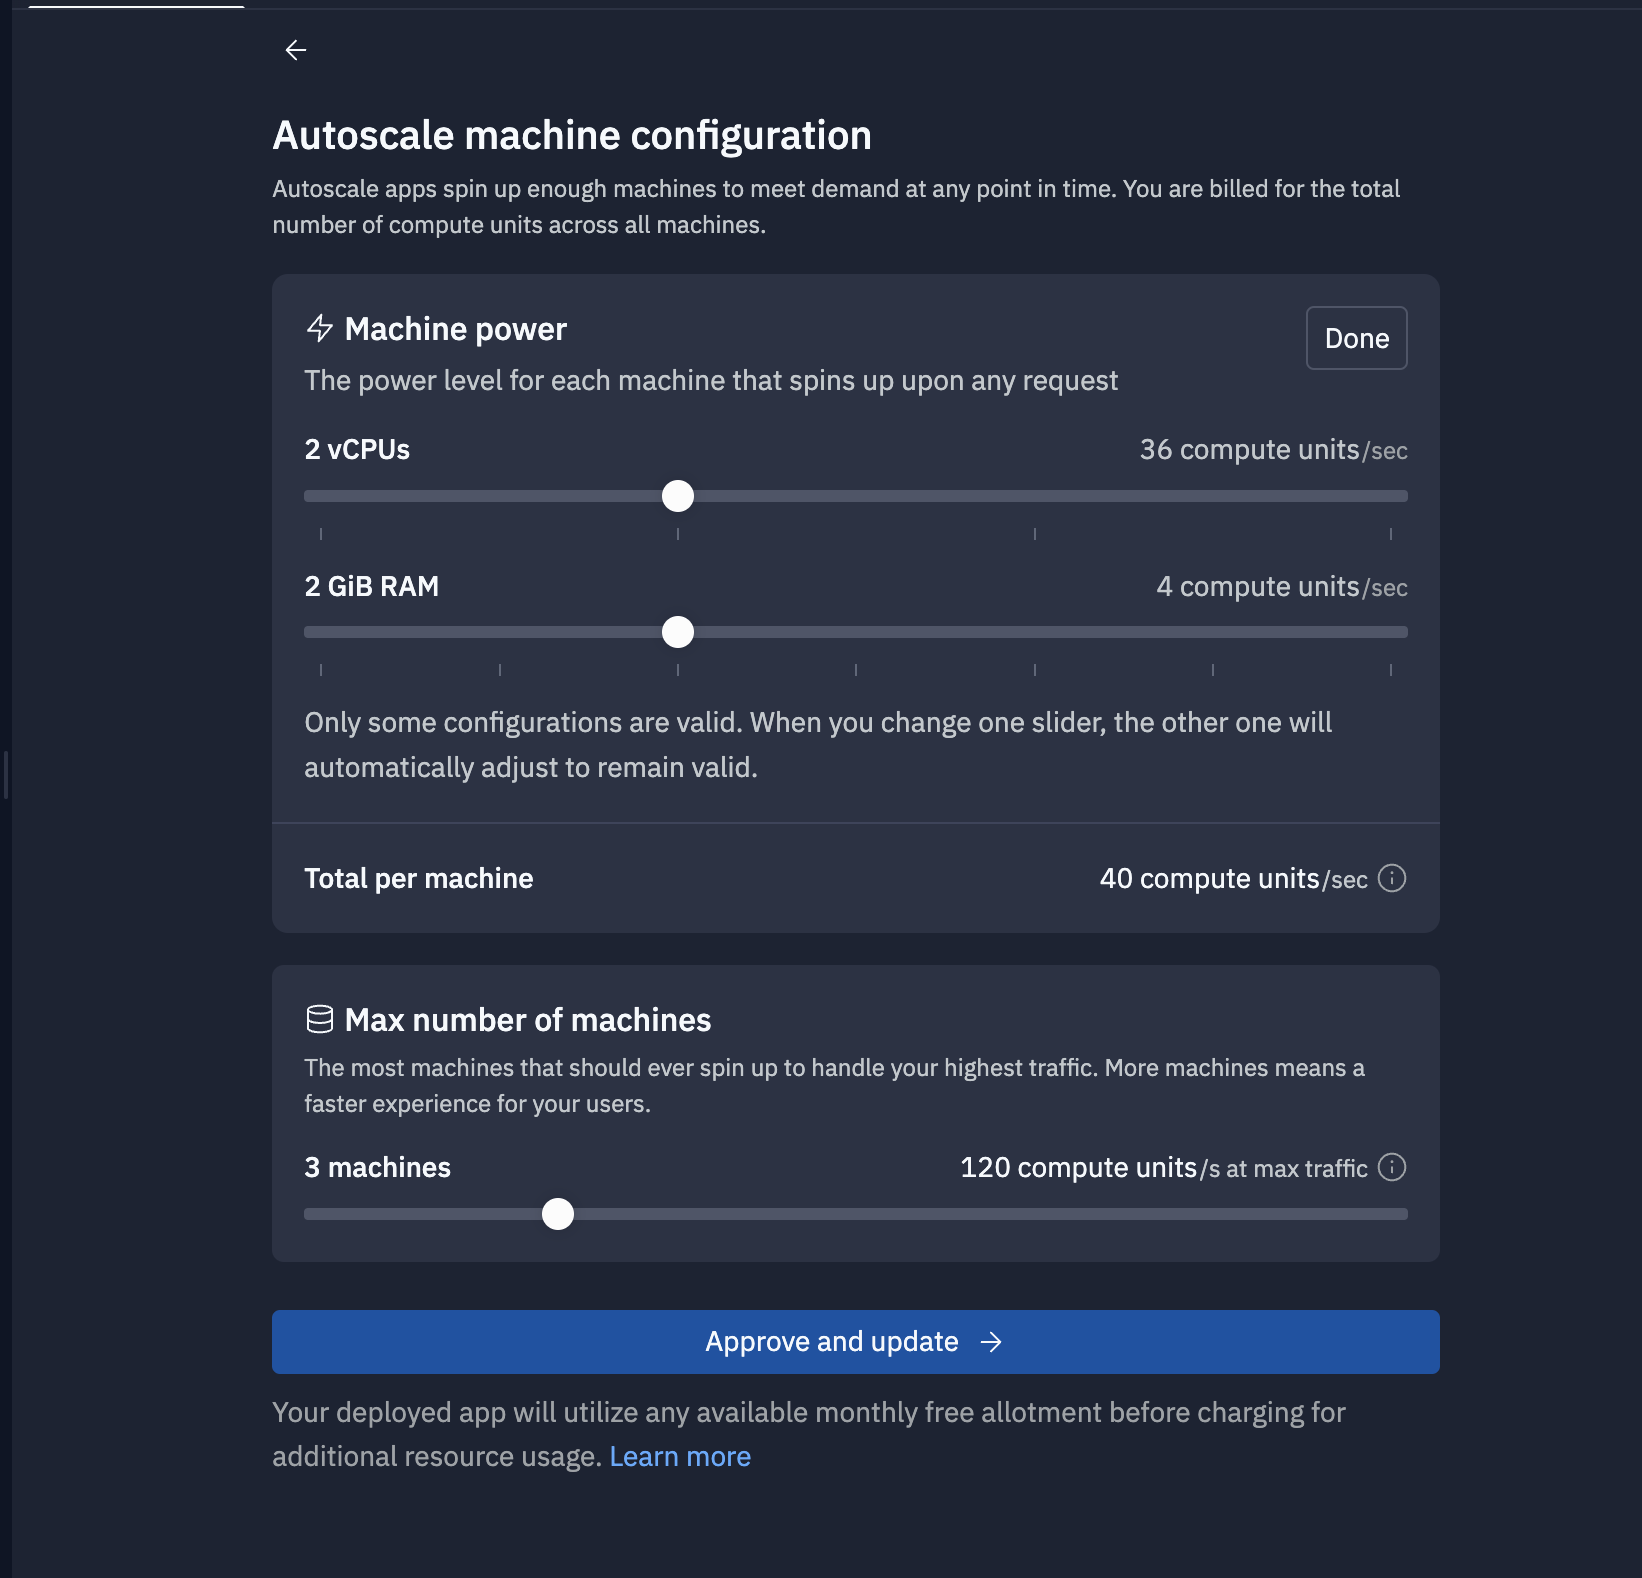 Autoscale machine configuration
Autoscale apps spin up enough machines to meet demand at any point in time. You are billed for the total
number of compute units across all machines.
Machine power
Done
The power level for each machine that spins up upon any request
2 vCPUs
36 compute units/sec
2 GiB RAM
4 compute units/sec
Only some configurations are valid. When you change one slider, the other one will
automatically adjust to remain valid.
Total per machine
40 compute units/sec
Max number of machines
The most machines that should ever spin up to handle your highest traffic. More machines means a
faster experience for your users.
3 machines
120 compute units/s at max traffic
Approve and update
Your deployed app will utilize any available monthly free allotment before charging for
additional resource usage. Learn more